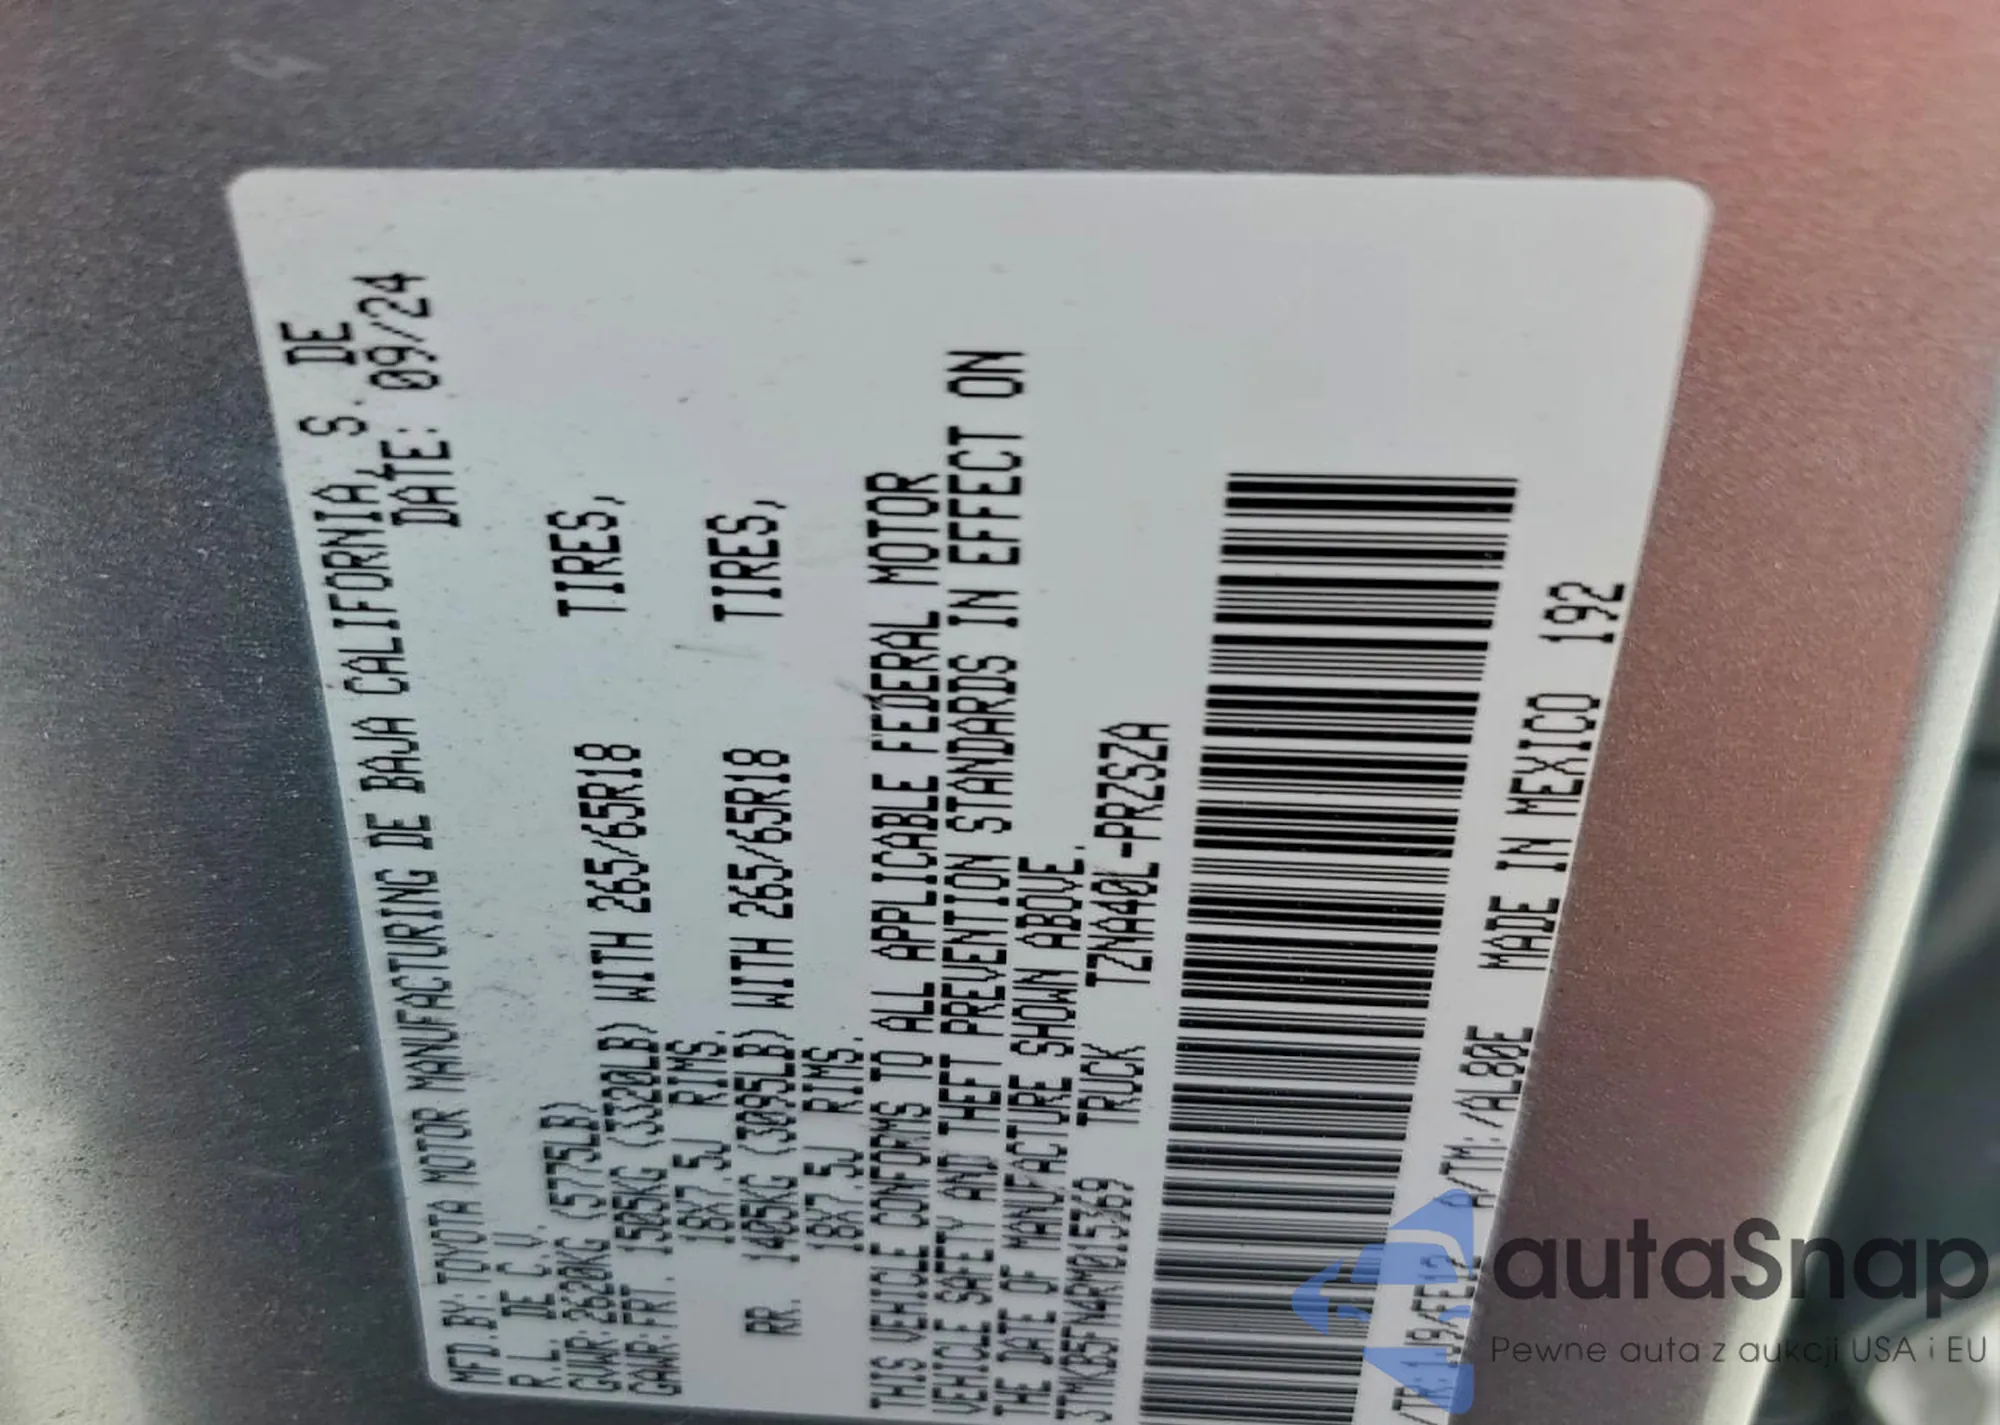 MFD.BY: TOYOTA MOTOR MANUFACTURING DE BAJA CALIFORNIA, S. DE
R.L. DE C.V. DATE: 09/24
GVWR: 2620KG (5775LB)
GAWR: FRT. 1505KG (3320LB) WITH 265/65R18 TIRES,
18X7.5J RIMS.
RR. 1405KG (3095LB) WITH 265/65R18 TIRES,
18X7.5J RIMS.
THIS VEHICLE CONFORMS TO ALL APPLICABLE FEDERAL MOTOR
VEHICLE SAFETY AND THEFT PREVENTION STANDARDS IN EFFECT ON
THE DATE OF MANUFACTURE SHOWN ABOVE.
3TMKB5FN4RM015369 TRUCK TZNA40L-PRZSZA
A/TM:/AL80E MADE IN MEXICO 192
autaSnap
Pewne auta z aukcji USA i EU